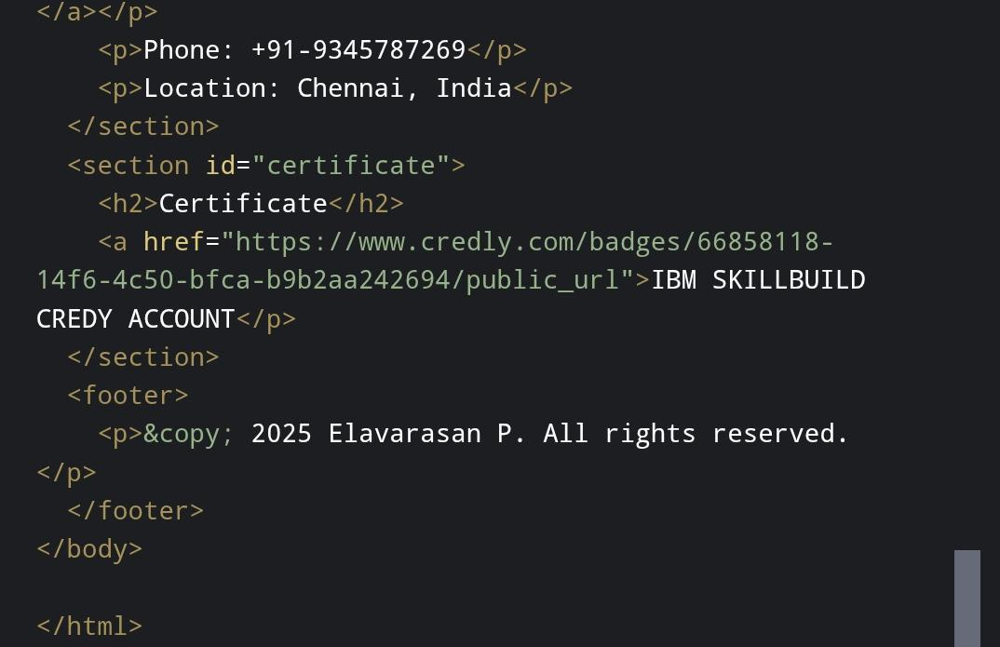 </a></p>
<p>Phone: +91-9345787269</p>
<p>Location: Chennai, India</p>
</section>
<section id="certificate">
<h2>Certificate</h2>
<a href="https://www.credly.com/badges/66858118-
14f6-4c50-bfca-b9b2aa242694/public_url">IBM SKILLBUILD
CREDY ACCOUNT</p>
</section>
<footer>
<p>&copy; 2025 Elavarasan P. All rights reserved.
</p>
</footer>
</body>
</html>